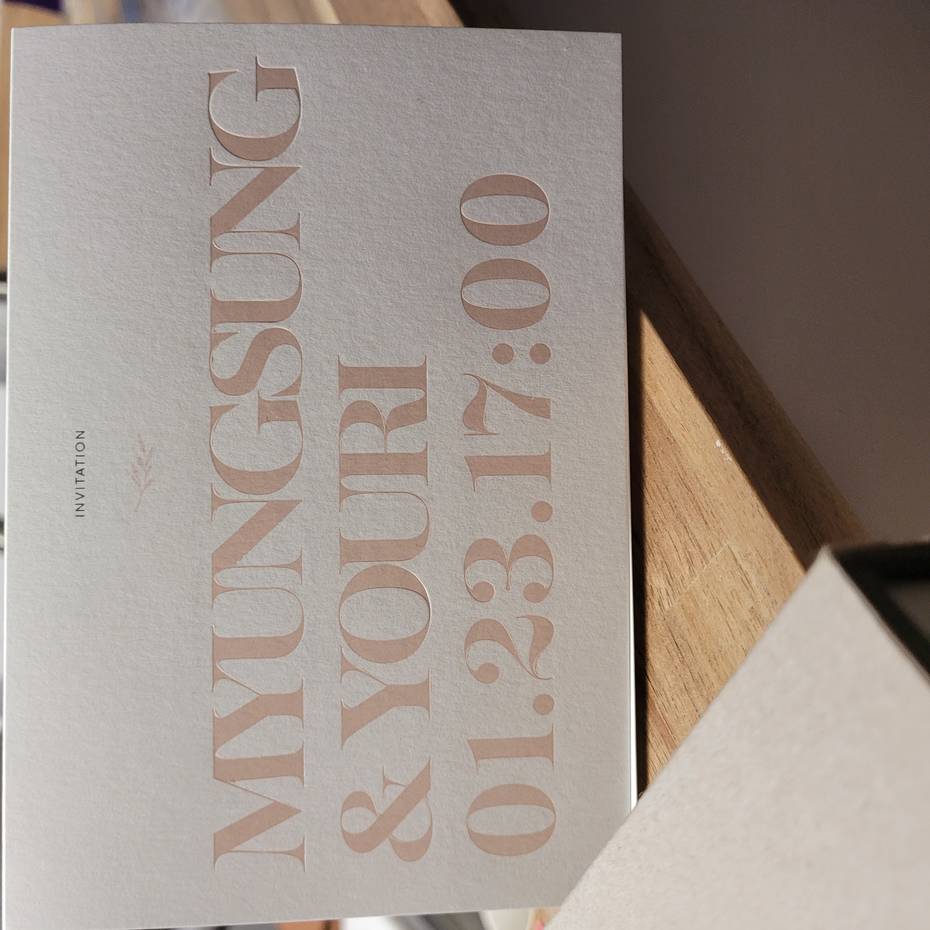 INVITATION
MYUNGSUNG
& YOURI
01.23.17:00